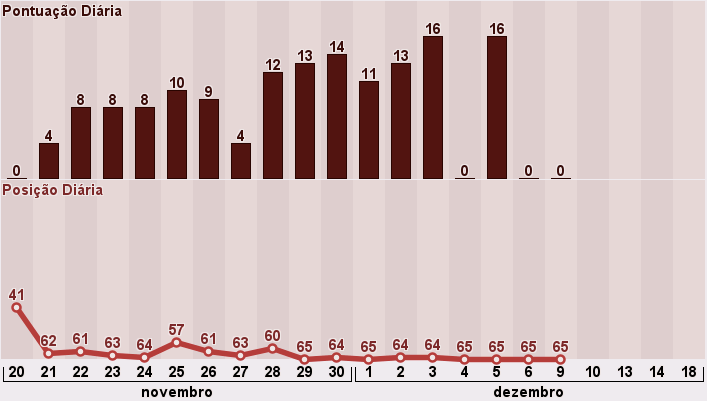 Pontuação Diária
0 4 8 8 8 10 9 4 12 13 14 11 13 16 0 16 0 0
Posição Diária
41 62 61 63 64 57 61 63 60 65 64 65 64 64 65 65 65 65
20 21 22 23 24 25 26 27 28 29 30 1 2 3 4 5 6 9 10 13 14 18
novembro dezembro